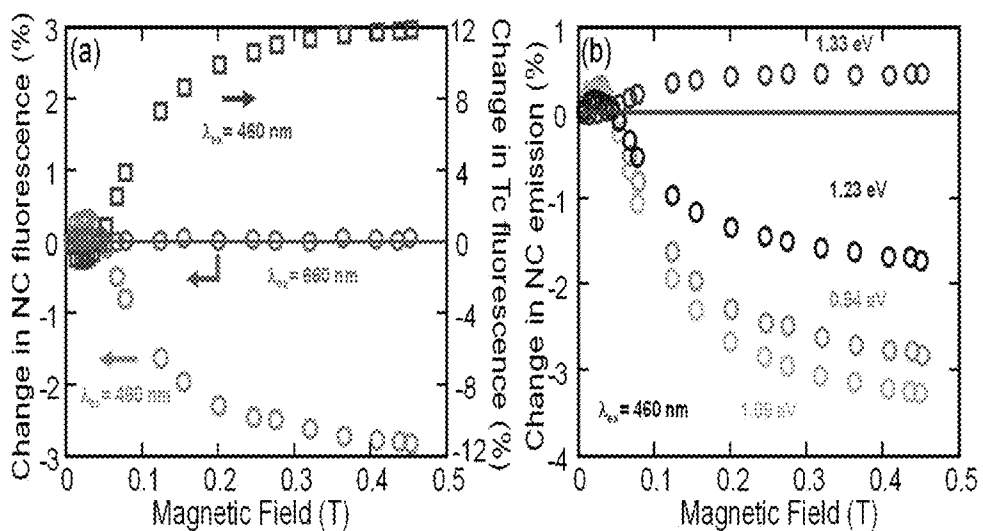 (a)
Change in NC fluorescence (%)
3
2
1
0
-1
-2
-3
12
8
4
0
-4
-8
-12
Change in Tc fluorescence (%)
λex = 460 nm
λex = 660 nm
λex = 460 nm
0 0.1 0.2 0.3 0.4 0.5
Magnetic Field (T)
(b)
Change in NC emission (%)
1
0
-1
-2
-3
-4
1.33 eV
1.23 eV
0.94 eV
1.09 eV
λex = 460 nm
0 0.1 0.2 0.3 0.4 0.5
Magnetic Field (T)